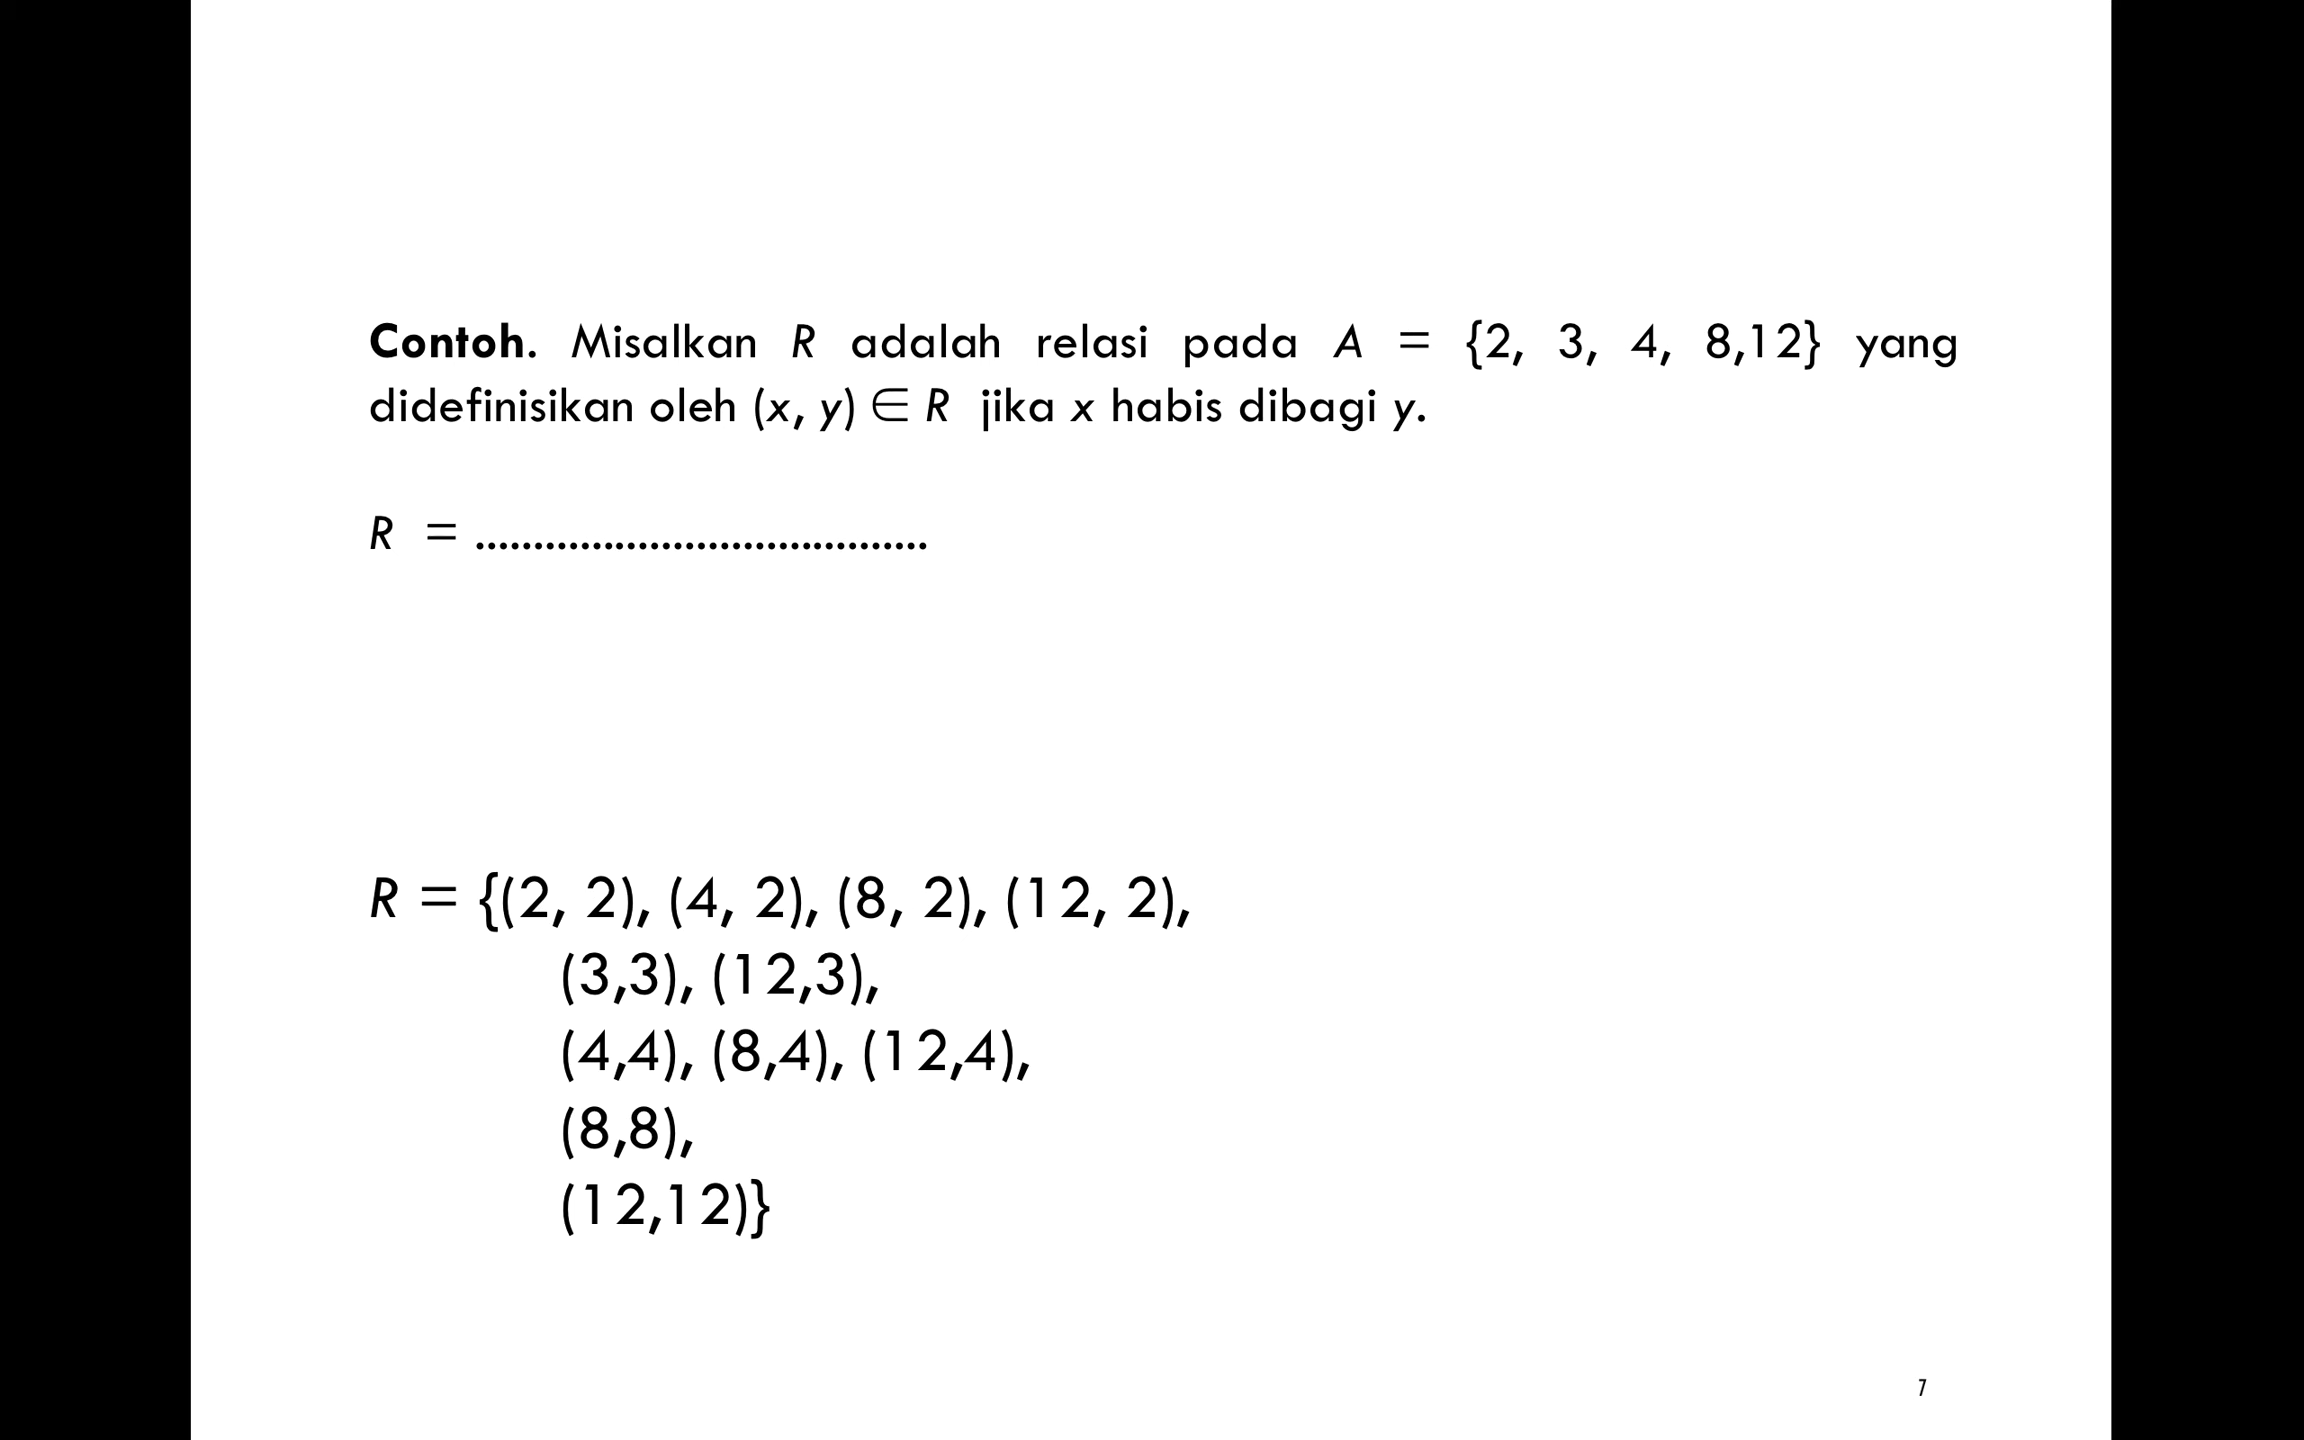 Contoh. Misalkan R adalah relasi pada A = {2, 3, 4, 8,12} yang
didefinisikan oleh (x, y) ∈ R jika x habis dibagi y.
R = .......................................
R = {(2, 2), (4, 2), (8, 2), (12, 2),
(3,3), (12,3),
(4,4), (8,4), (12,4),
(8,8),
(12,12)}
7